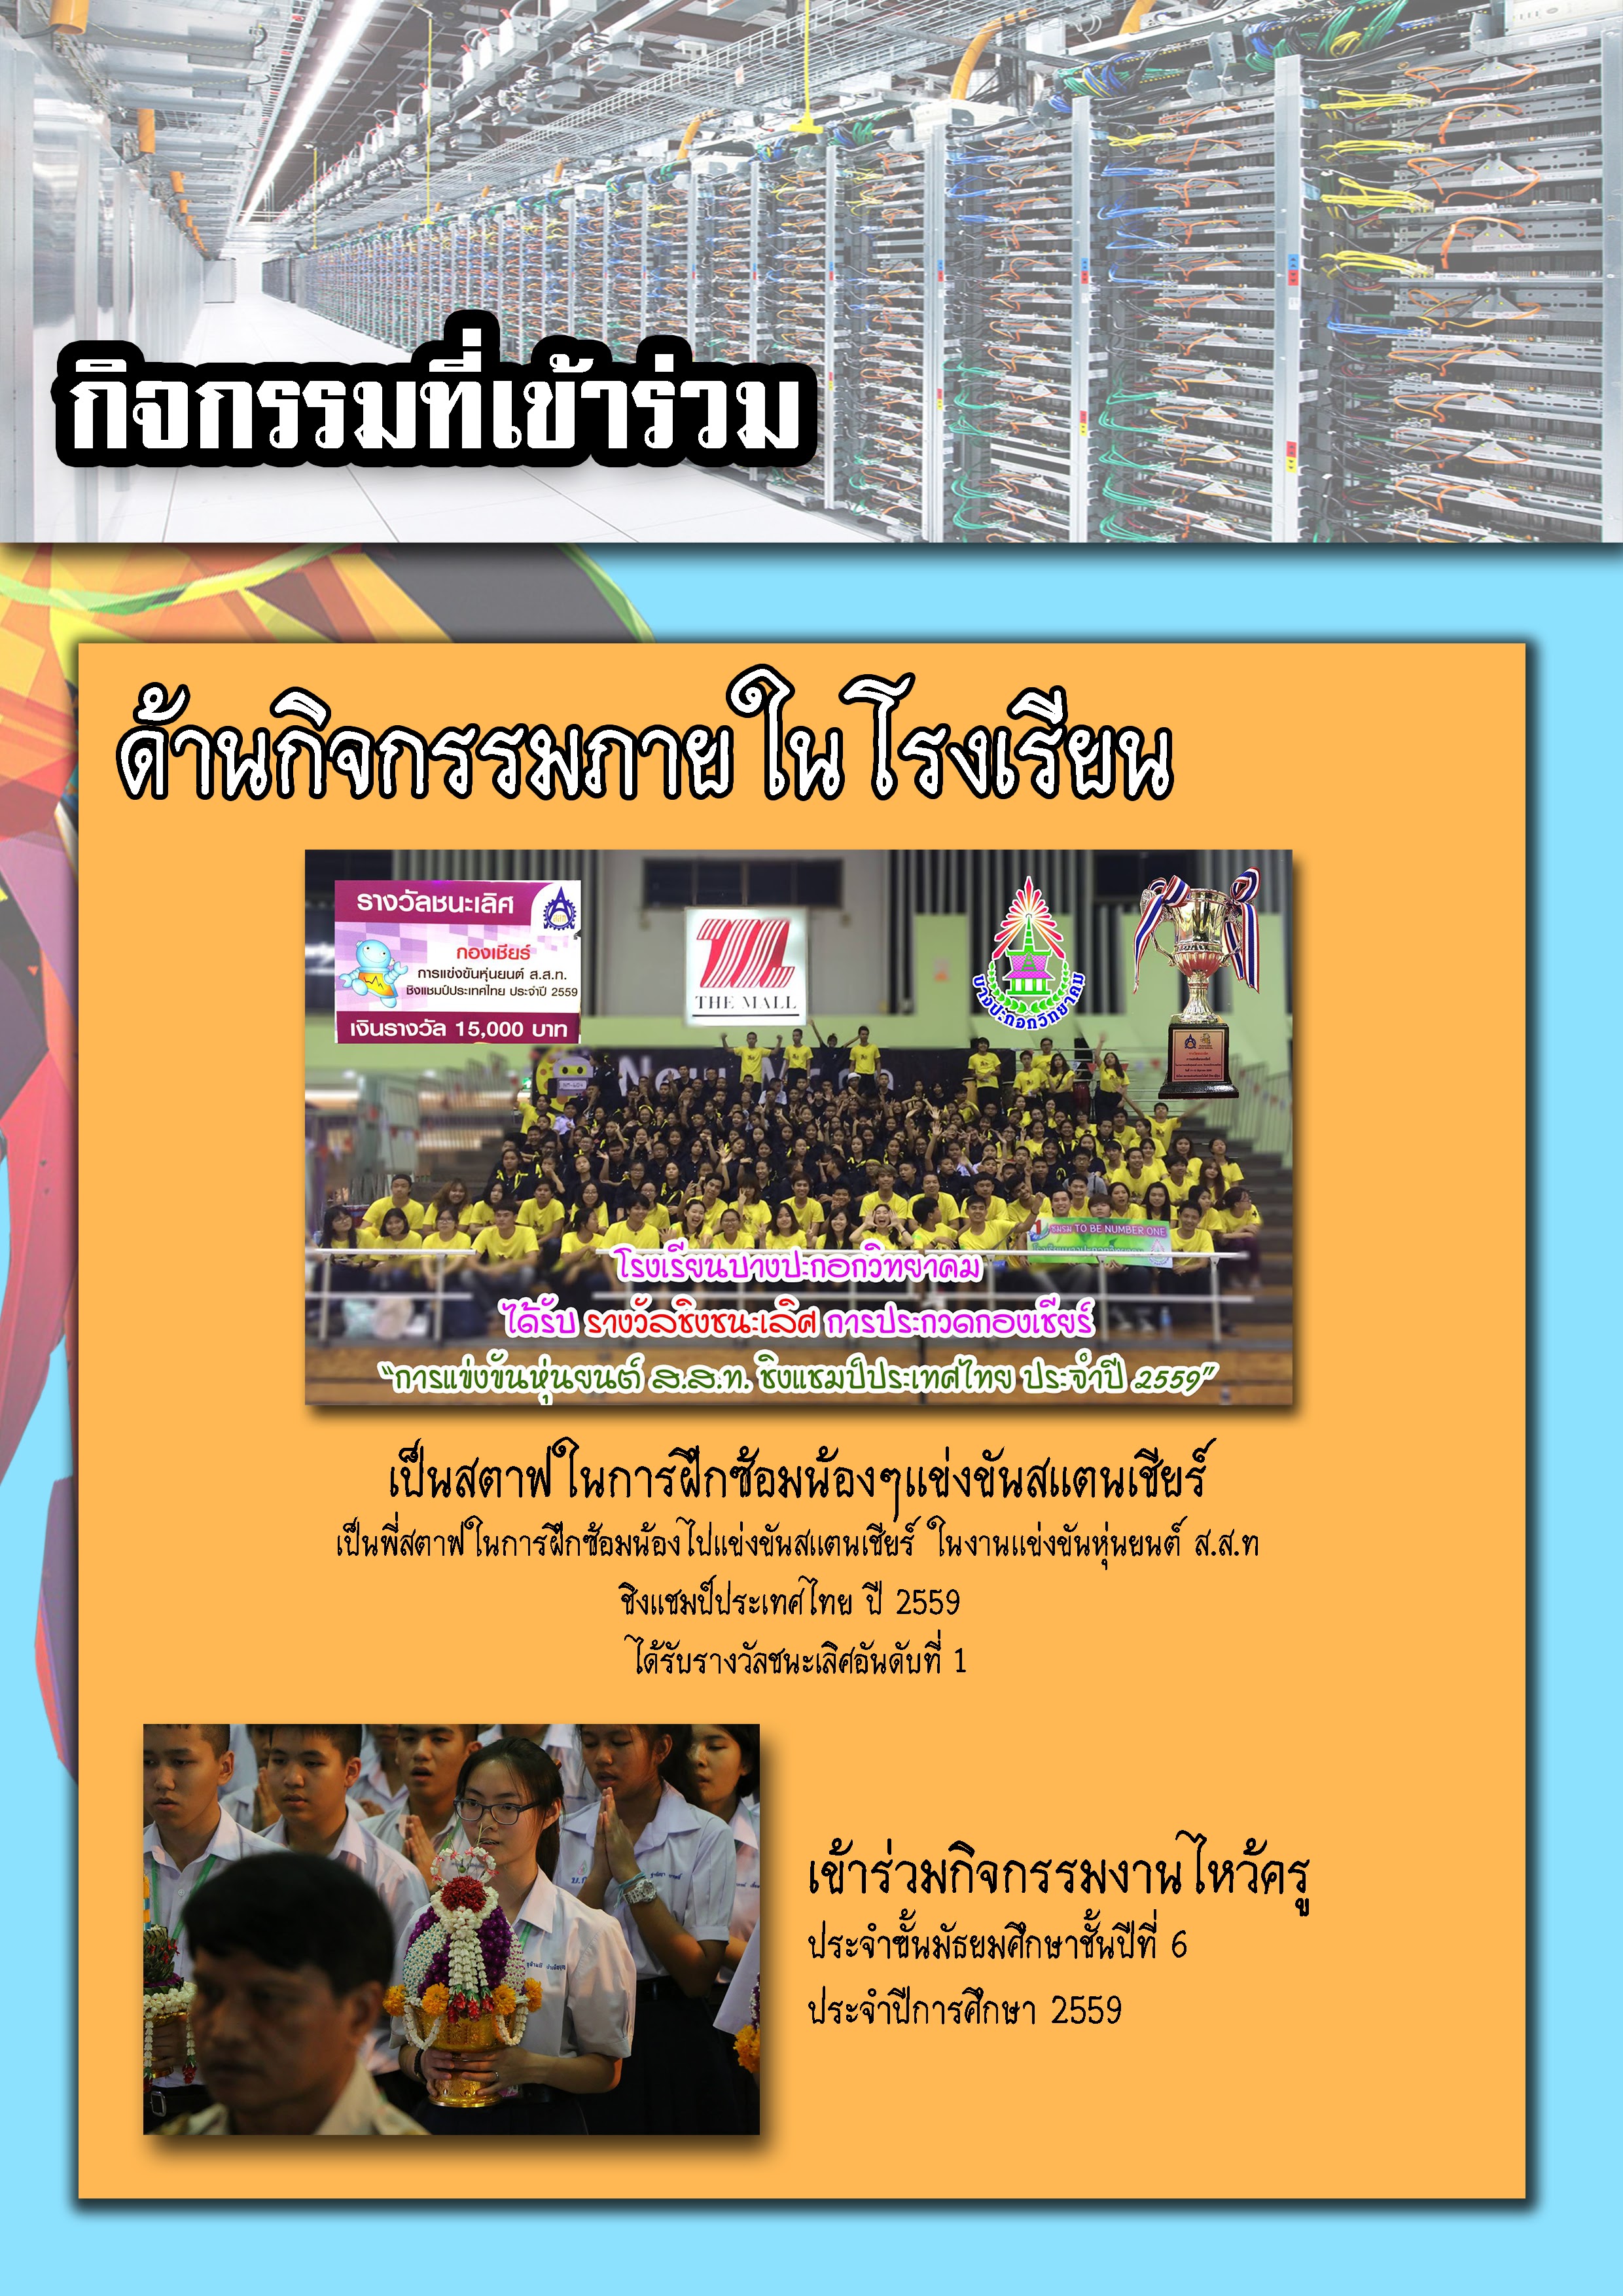 กิจกรรมที่เข้าร่วม
ด้านกิจกรรมภายในโรงเรียน
รางวัลชนะเลิศ
กองเชียร์
การแข่งขันหุ่นยนต์ ส.ส.ท.
ชิงแชมป์ประเทศไทย ประจำปี 2559
เงินรางวัล 15,000 บาท
THE MALL
บางปะกอกวิทยาคม
ชมรม TO BE NUMBER ONE
โรงเรียนบางปะกอกวิทยาคม
ได้รับ รางวัลชิงชนะเลิศ การประกวดกองเชียร์
“การแข่งขันหุ่นยนต์ ส.ส.ท. ชิงแชมป์ประเทศไทย ประจำปี 2559”
เป็นสตาฟในการฝึกซ้อมน้องๆแข่งขันสแตนเชียร์
เป็นพี่สตาฟในการฝึกซ้อมน้องไปแข่งขันสแตนเชียร์ ในงานแข่งขันหุ่นยนต์ ส.ส.ท
ชิงแชมป์ประเทศไทย ปี 2559
ได้รับรางวัลชนะเลิศอันดับที่ 1
เข้าร่วมกิจกรรมงานไหว้ครู
ประจำชั้นมัธยมศึกษาชั้นปีที่ 6
ประจำปีการศึกษา 2559